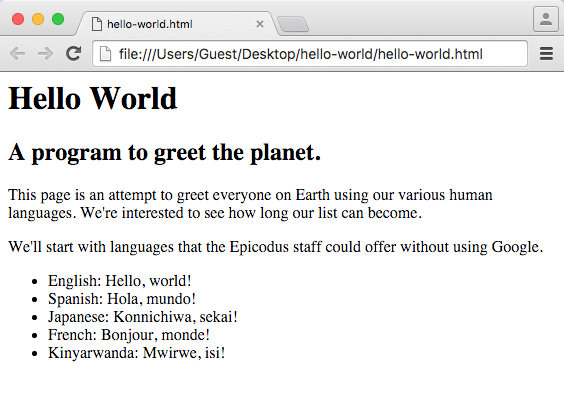 hello-world.html
file:///Users/Guest/Desktop/hello-world/hello-world.html
Hello World
A program to greet the planet.
This page is an attempt to greet everyone on Earth using our various human
languages. We're interested to see how long our list can become.
We'll start with languages that the Epicodus staff could offer without using Google.
• English: Hello, world!
• Spanish: Hola, mundo!
• Japanese: Konnichiwa, sekai!
• French: Bonjour, monde!
• Kinyarwanda: Mwirwe, isi!